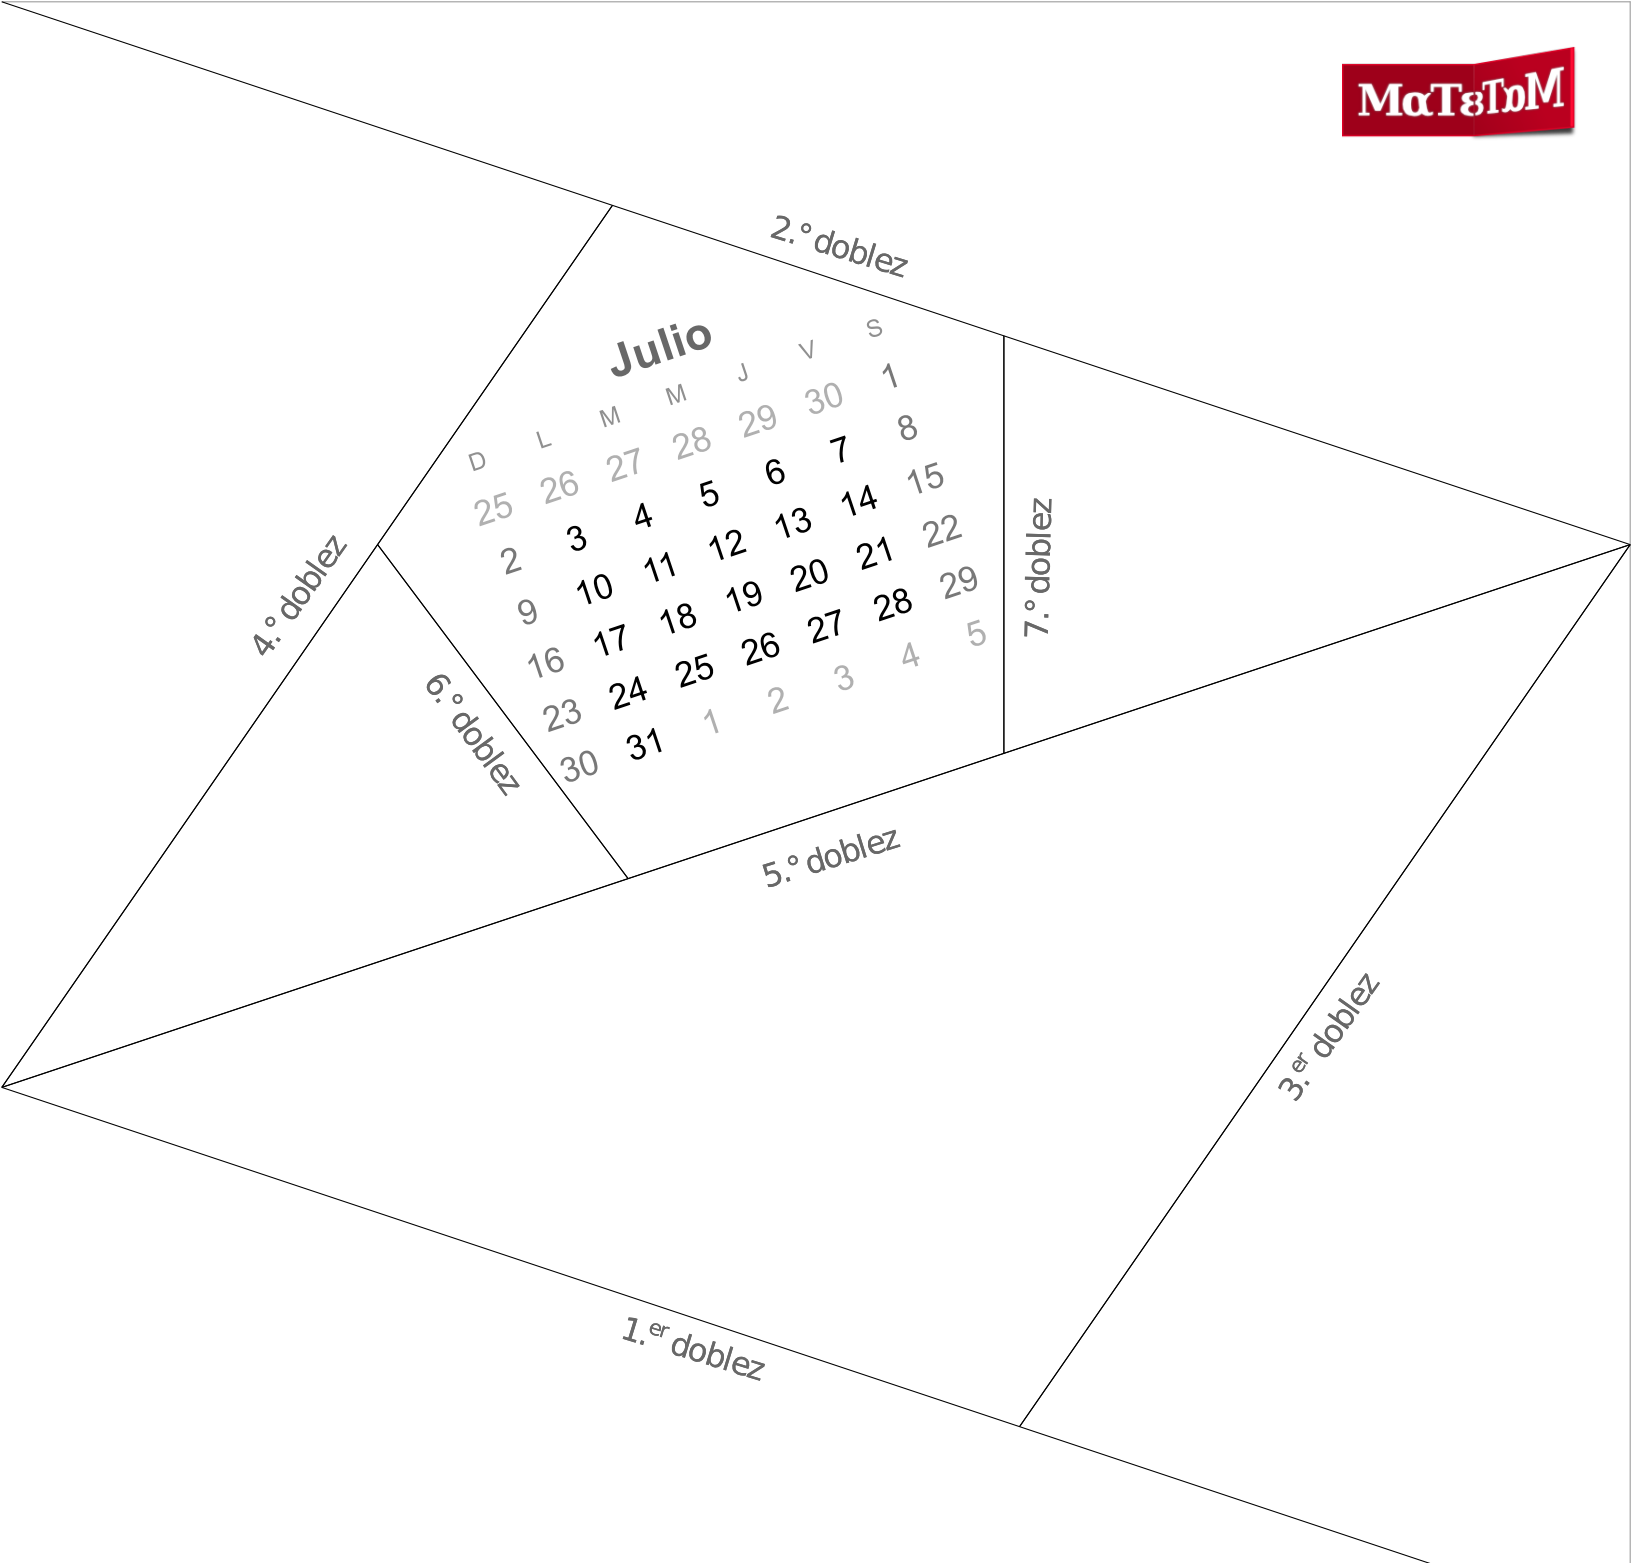 MαTεταM
2.° doblez
Julio
D L M M J V S
25 26 27 28 29 30 1
2 3 4 5 6 7 8
9 10 11 12 13 14 15
16 17 18 19 20 21 22
23 24 25 26 27 28 29
30 31 1 2 3 4 5
4.° doblez
7.° doblez
6.° doblez
5.° doblez
3.er doblez
1.er doblez